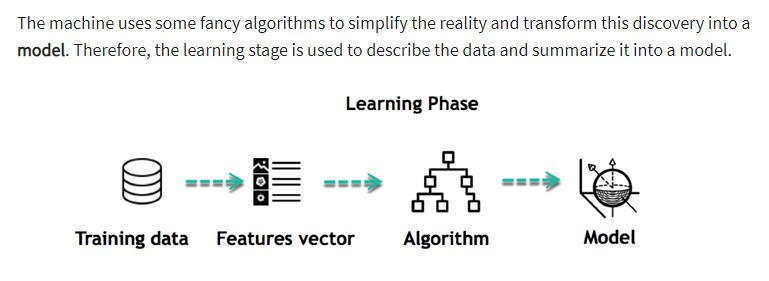 The machine uses some fancy algorithms to simplify the reality and transform this discovery into a
model. Therefore, the learning stage is used to describe the data and summarize it into a model.
Learning Phase
Training data
Features vector
Algorithm
Model